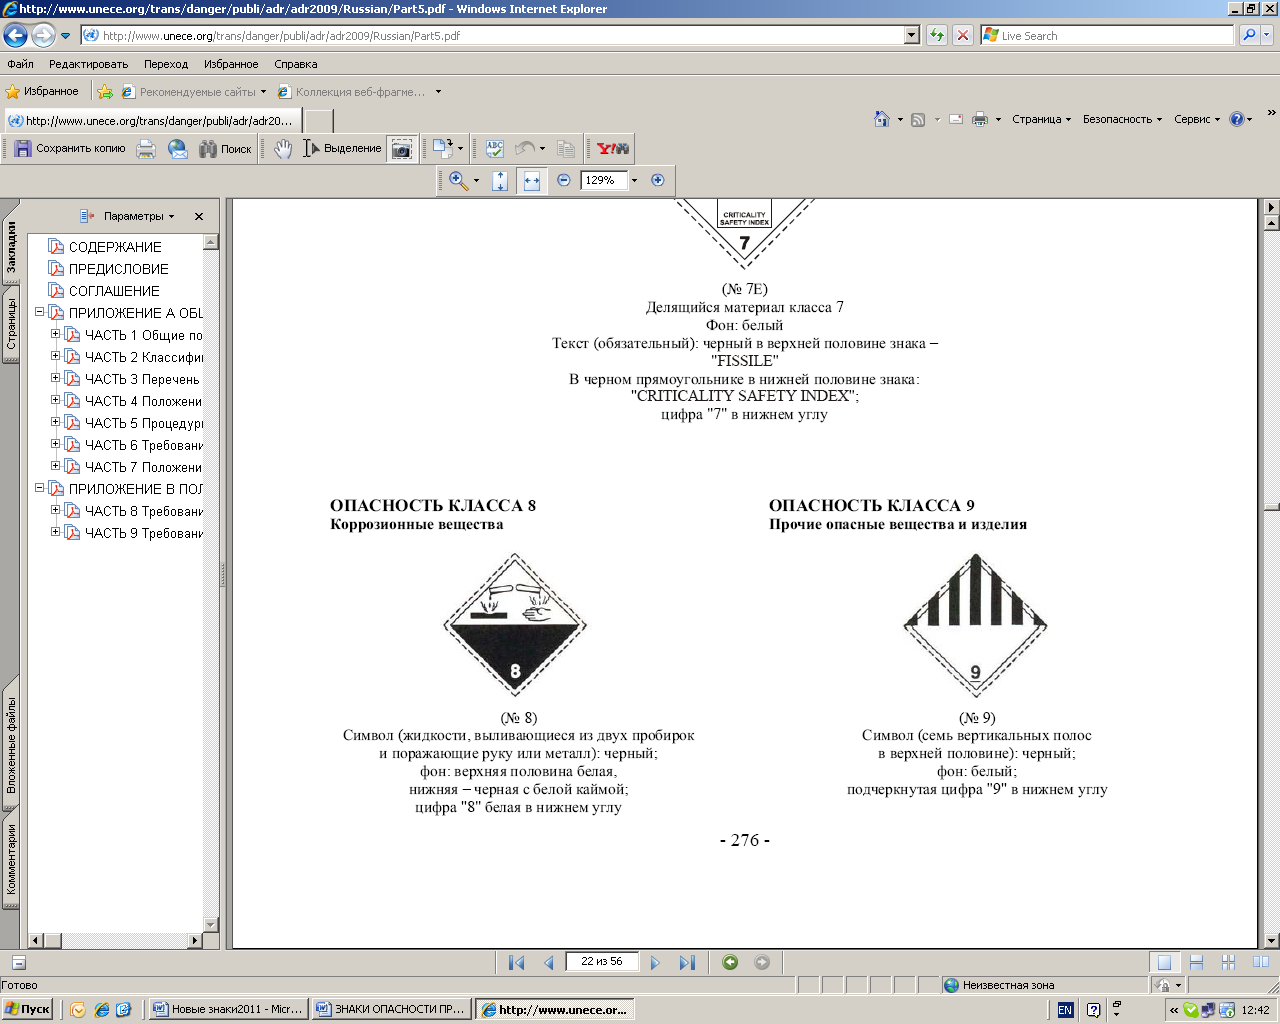 http://www.unece.org/trans/danger/publi/adr/adr2009/Russian/Part5.pdf - Windows Internet Explorer
http://www.unece.org/trans/danger/publi/adr/adr2009/Russian/Part5.pdf
Live Search
Файл Редактировать Переход Избранное Справка
Избранное Рекомендуемые сайты Коллекция веб-фрагме...
http://www.unece.org/trans/danger/publi/adr/adr20...
Страница Безопасность Сервис
Сохранить копию Поиск Выделение
129%
Закладки
Страницы
Вложенные файлы
Комментарии
Параметры
СОДЕРЖАНИЕ
ПРЕДИСЛОВИЕ
СОГЛАШЕНИЕ
ПРИЛОЖЕНИЕ А ОБЩ
ЧАСТЬ 1 Общие по
ЧАСТЬ 2 Классифи
ЧАСТЬ 3 Перечень
ЧАСТЬ 4 Положени
ЧАСТЬ 5 Процедур
ЧАСТЬ 6 Требовани
ЧАСТЬ 7 Положени
ПРИЛОЖЕНИЕ В ПОЛ
ЧАСТЬ 8 Требовани
ЧАСТЬ 9 Требовани
CRITICALITY
SAFETY INDEX
7
(№ 7E)
Делящийся материал класса 7
Фон: белый
Текст (обязательный): черный в верхней половине знака –
"FISSILE"
В черном прямоугольнике в нижней половине знака:
"CRITICALITY SAFETY INDEX";
цифра "7" в нижнем углу
ОПАСНОСТЬ КЛАССА 8
Коррозионные вещества
8
(№ 8)
Символ (жидкости, выливающиеся из двух пробирок
и поражающие руку или металл): черный;
фон: верхняя половина белая,
нижняя – черная с белой каймой;
цифра "8" белая в нижнем углу
ОПАСНОСТЬ КЛАССА 9
Прочие опасные вещества и изделия
9
(№ 9)
Символ (семь вертикальных полос
в верхней половине): черный;
фон: белый;
подчеркнутая цифра "9" в нижнем углу
- 276 -
22 из 56
Готово
Неизвестная зона
Пуск
Новые знаки2011 - Micr...
ЗНАКИ ОПАСНОСТИ ПР...
http://www.unece.or...
EN
12:42